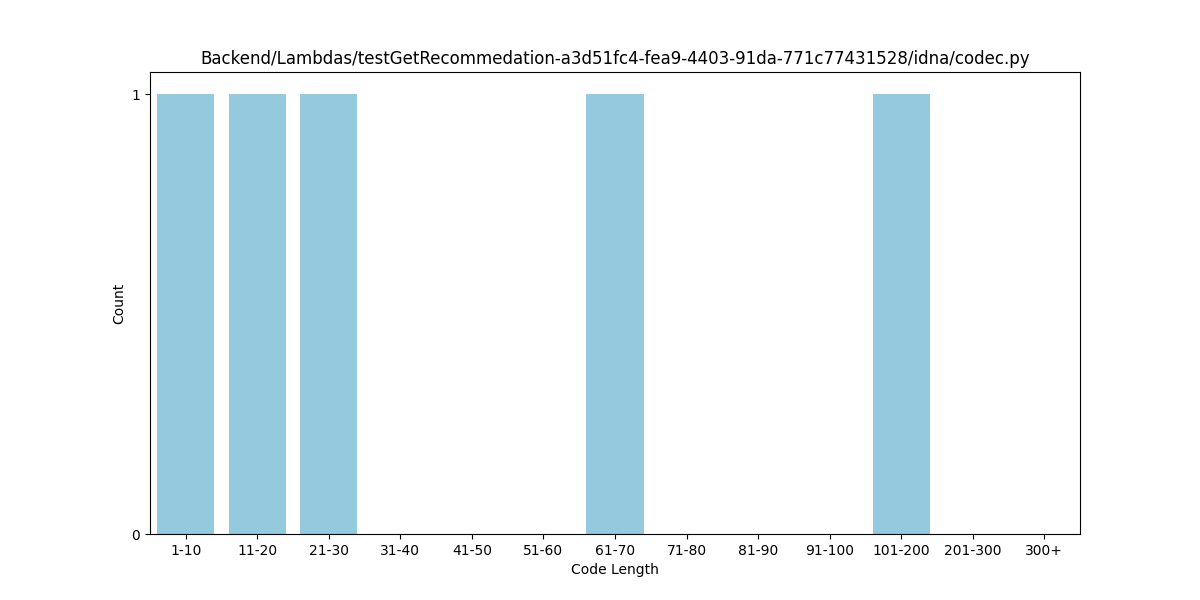 Backend/Lambdas/testGetRecommedation-a3d51fc4-fea9-4403-91da-771c77431528/idna/codec.py
1
Count
0
1-10 11-20 21-30 31-40 41-50 51-60 61-70 71-80 81-90 91-100 101-200 201-300 300+
Code Length